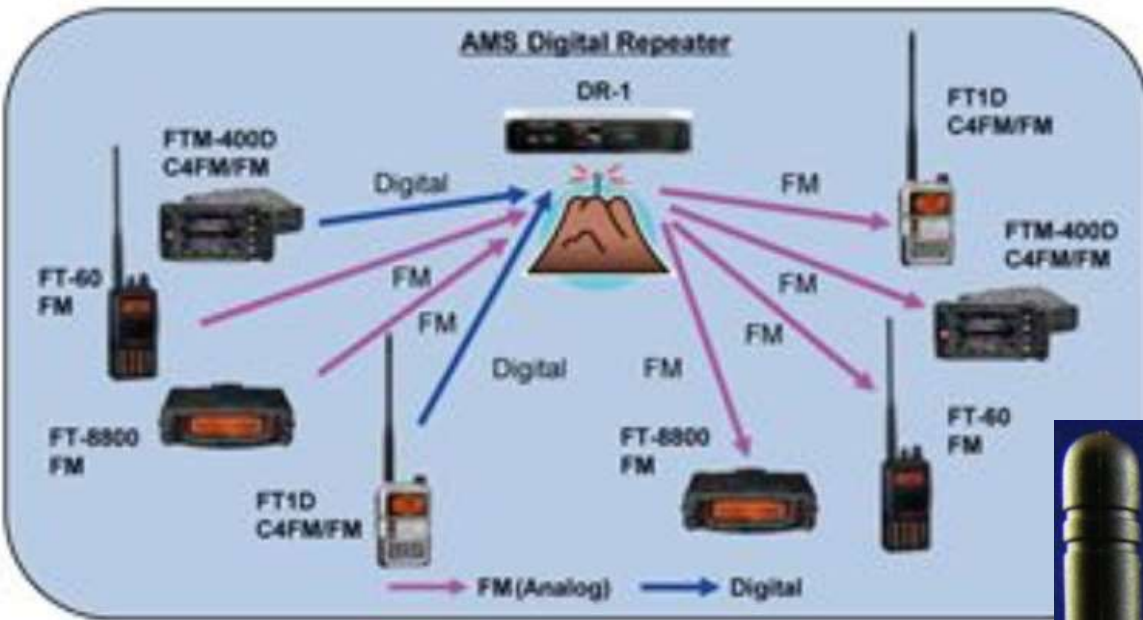 AMS Digital Repeater
DR-1
FT1D
C4FM/FM
FTM-400D
C4FM/FM
Digital
FM
FTM-400D
C4FM/FM
FT-60
FM
FM
FM
FM
FM
Digital
FM
FT-8800
FM
FT-8800
FM
FT-60
FM
FT1D
C4FM/FM
FM (Analog)
Digital